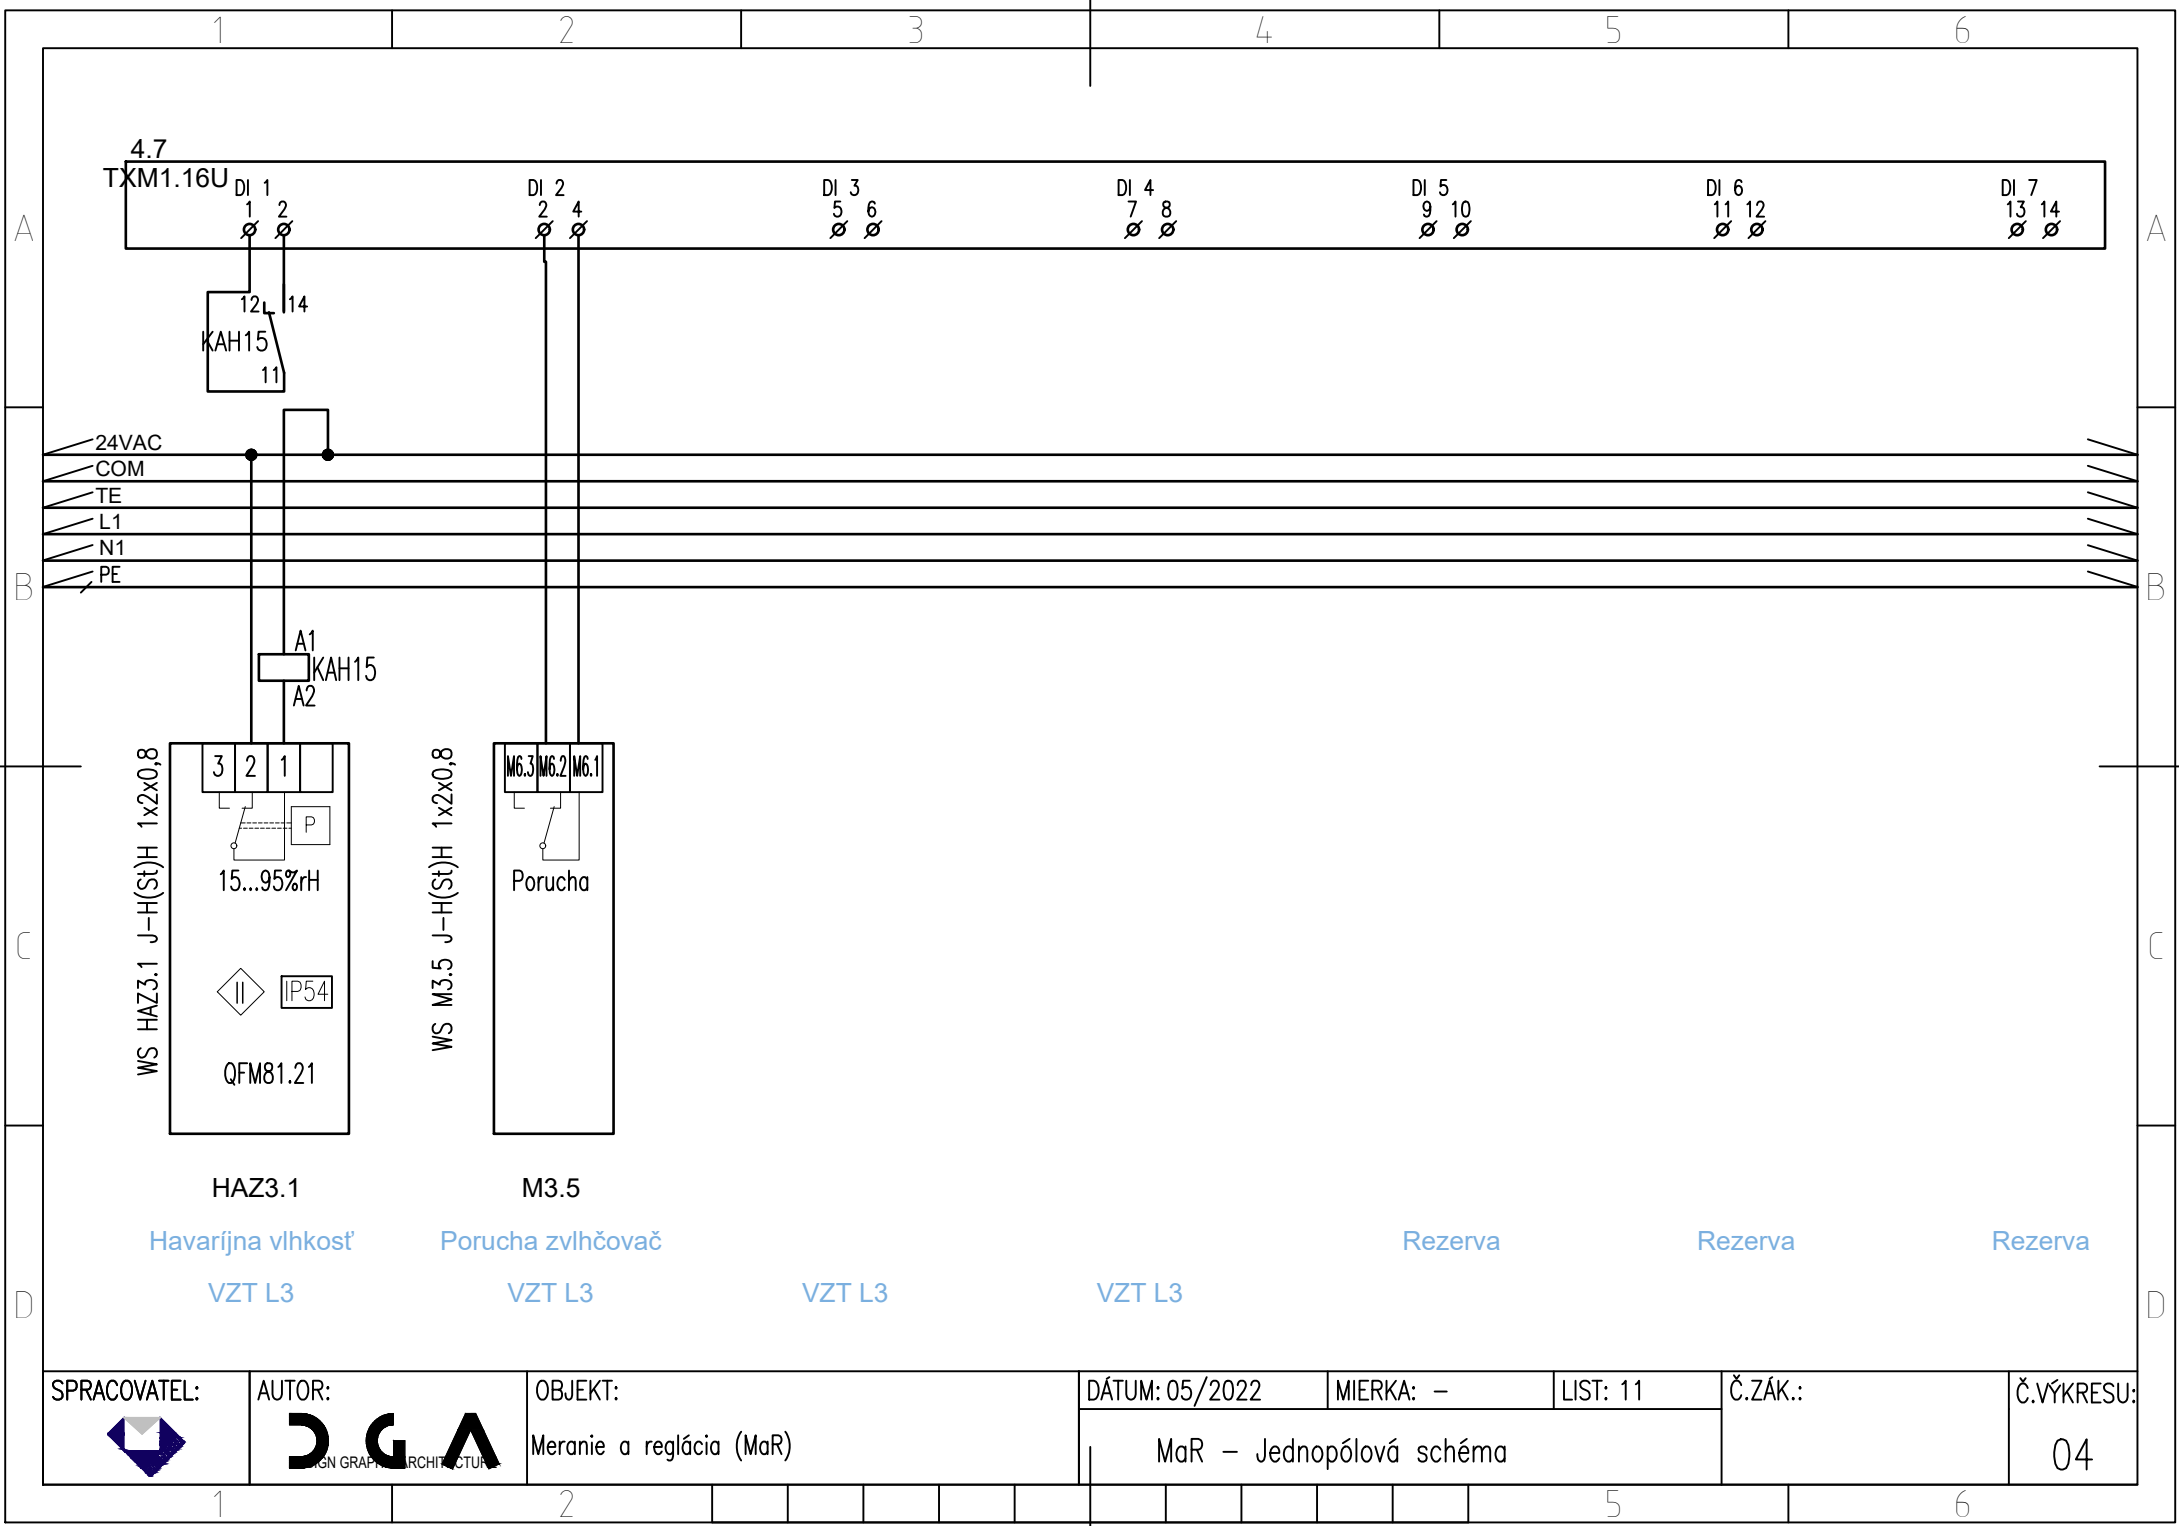 1 2 3 4 5 6
4.7
TXM1.16U
DI 1 DI 2 DI 3 DI 4 DI 5 DI 6 DI 7
1 2 2 4 5 6 7 8 9 10 11 12 13 14
A A
12 14
KAH15
11
24VAC
COM
TE
L1
N1
PE
B B
A1
KAH15
A2
WS HAZ3.1 J-H(St)H 1x2x0,8
3 2 1
P
15...95%rH
II IP54
QFM81.21
WS M3.5 J-H(St)H 1x2x0,8
M6.3 M6.2 M6.1
Porucha
C C
HAZ3.1 M3.5
Havaríjna vlhkosť Porucha zvlhčovač Rezerva Rezerva Rezerva
VZT L3 VZT L3 VZT L3 VZT L3
D D
SPRACOVATEL: AUTOR: OBJEKT: DÁTUM: 05/2022 MIERKA: – LIST: 11 Č.ZÁK.: Č.VÝKRESU:
DGA
Meranie a reglácia (MaR)
MaR – Jednopólová schéma
04
1 2 5 6